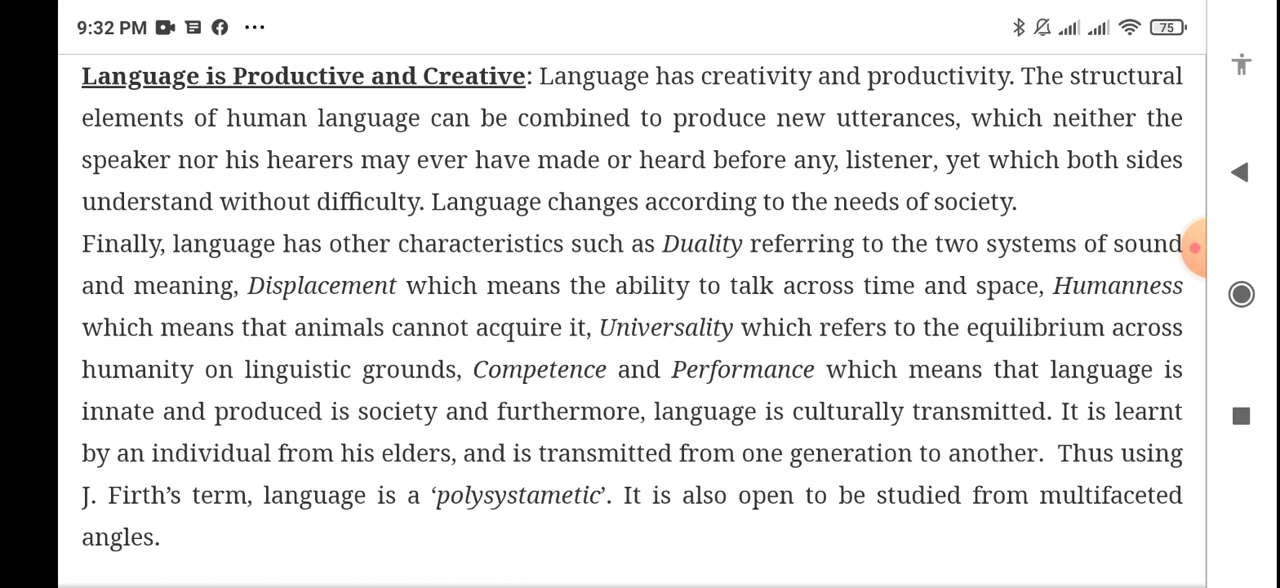 9:32 PM
75
Language is Productive and Creative: Language has creativity and productivity. The structural
elements of human language can be combined to produce new utterances, which neither the
speaker nor his hearers may ever have made or heard before any, listener, yet which both sides
understand without difficulty. Language changes according to the needs of society.
Finally, language has other characteristics such as Duality referring to the two systems of sound
and meaning, Displacement which means the ability to talk across time and space, Humanness
which means that animals cannot acquire it, Universality which refers to the equilibrium across
humanity on linguistic grounds, Competence and Performance which means that language is
innate and produced is society and furthermore, language is culturally transmitted. It is learnt
by an individual from his elders, and is transmitted from one generation to another. Thus using
J. Firth’s term, language is a ‘polysystametic’. It is also open to be studied from multifaceted
angles.